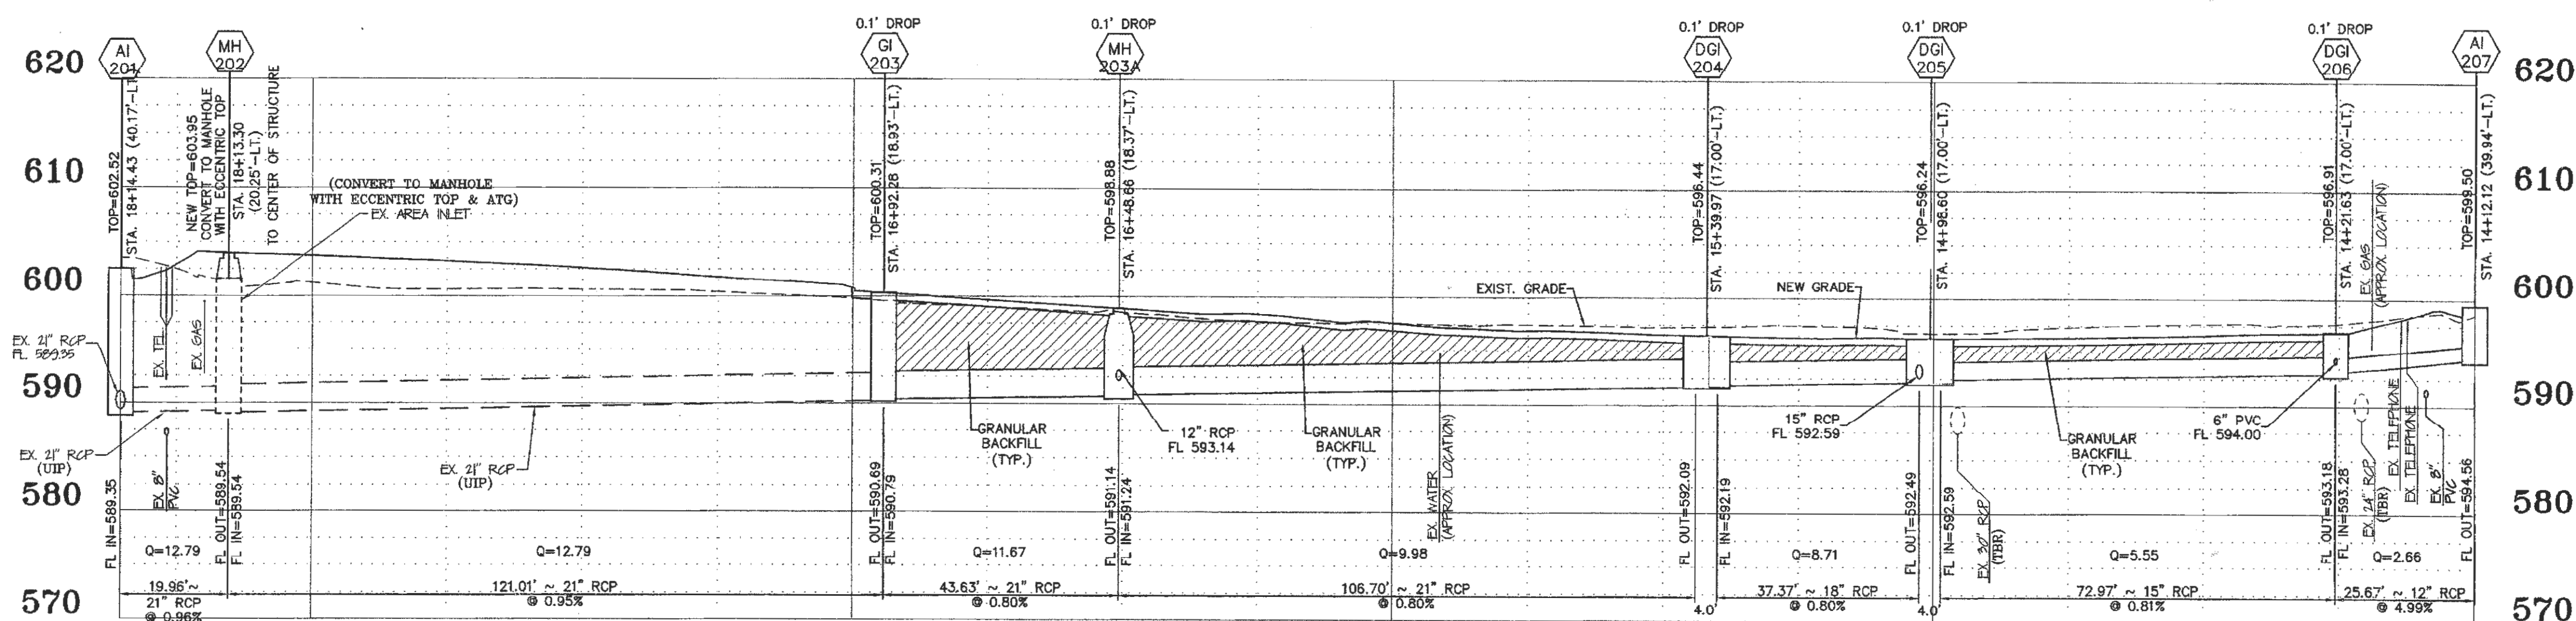 0.1' DROP
0.1' DROP
0.1' DROP
0.1' DROP
0.1' DROP
AI
201
MH
202
GI
203
MH
203A
DGI
204
DGI
205
DGI
206
AI
207
620
610
600
590
580
570
620
610
600
590
580
570
TOP=602.52
STA. 18+14.43 (40.17'-LT.)
NEW TOP=603.95
CONVERT TO MANHOLE
WITH ECCENTRIC TOP
STA. 18+13.30
(20.25'-LT.)
TO CENTER OF STRUCTURE
(CONVERT TO MANHOLE
WITH ECCENTRIC TOP & ATG)
EX. AREA INLET
TOP=600.31
STA. 16+92.28 (18.93'-LT.)
TOP=598.88
STA. 16+48.66 (18.37'-LT.)
TOP=596.44
STA. 15+39.97 (17.00'-LT.)
TOP=596.24
STA. 14+98.60 (17.00'-LT.)
TOP=596.91
STA. 14+21.63 (17.00'-LT.)
EX. GAS
(APPROX. LOCATION)
TOP=599.50
STA. 14+12.12 (39.94'-LT.)
EXIST. GRADE
NEW GRADE
EX. 21" RCP
FL. 589.35
EX. TEL
EX. GAS
EX. 21" RCP
(UIP)
EX. 8"
PVC
EX. 21" RCP
(UIP)
GRANULAR
BACKFILL
(TYP.)
12" RCP
FL 593.14
GRANULAR
BACKFILL
(TYP.)
EX. WATER
(APPROX. LOCATION)
15" RCP
FL 592.59
EX. 30" RCP
(TBR)
GRANULAR
BACKFILL
(TYP.)
6" PVC
FL 594.00
EX. 24" RCP
(TBR)
EX. TELEPHONE
EX. TELEPHONE
EX. 8"
PVC
FL IN=589.35
FL OUT=589.54
FL IN=589.54
FL OUT=590.69
FL IN=590.79
FL OUT=591.14
FL IN=591.24
FL OUT=592.09
FL IN=592.19
FL OUT=592.49
FL IN=592.59
FL OUT=593.18
FL IN=593.28
FL OUT=594.56
Q=12.79
Q=12.79
Q=11.67
Q=9.98
Q=8.71
Q=5.55
Q=2.66
19.96'~
21" RCP
@ 0.96%
121.01' ~ 21" RCP
@ 0.95%
43.63' ~ 21" RCP
@ 0.80%
106.70' ~ 21" RCP
@ 0.80%
4.0'
37.37' ~ 18" RCP
@ 0.80%
4.0'
72.97' ~ 15" RCP
@ 0.81%
25.67' ~ 12" RCP
@ 4.99%